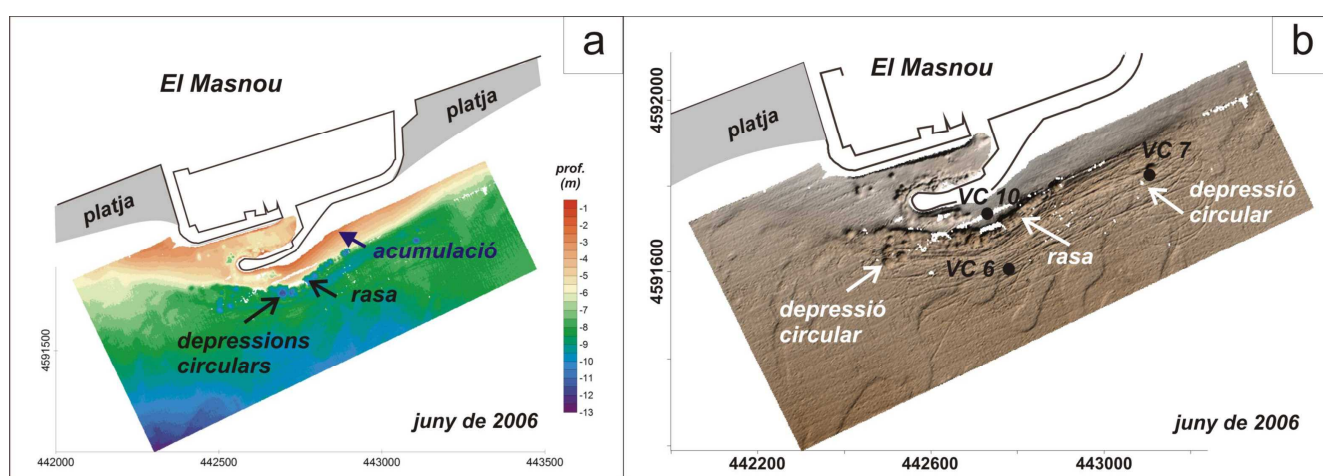 a
El Masnou
platja
platja
prof.
(m)
-1
-2
-3
-4
-5
-6
-7
-8
-9
-10
-11
-12
-13
acumulació
rasa
depressions
circulars
4591500
juny de 2006
442000
442500
443000
443500
b
El Masnou
4592000
platja
VC 7
depressió
circular
VC 10
rasa
4591600
VC 6
depressió
circular
juny de 2006
442200
442600
443000